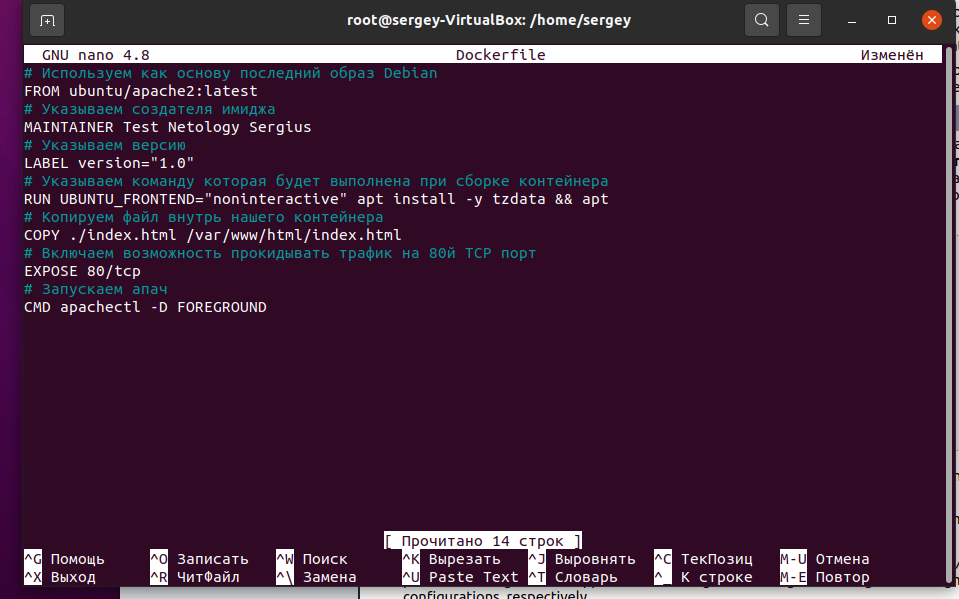 root@sergey-VirtualBox: /home/sergey
GNU nano 4.8 Dockerfile Изменён
# Используем как основу последний образ Debian
FROM ubuntu/apache2:latest
# Указываем создателя имиджа
MAINTAINER Test Netology Sergius
# Указываем версию
LABEL version="1.0"
# Указываем команду которая будет выполнена при сборке контейнера
RUN UBUNTU_FRONTEND="noninteractive" apt install -y tzdata && apt
# Копируем файл внутрь нашего контейнера
COPY ./index.html /var/www/html/index.html
# Включаем возможность прокидывать трафик на 80й TCP порт
EXPOSE 80/tcp
# Запускаем апач
CMD apachectl -D FOREGROUND
[ Прочитано 14 строк ]
^G Помощь ^O Записать ^W Поиск ^K Вырезать ^J Выровнять ^C ТекПозиц M-U Отмена
^X Выход ^R ЧитФайл ^\ Замена ^U Paste Text ^T Словарь ^_ К строке M-E Повтор
configurations, respectively